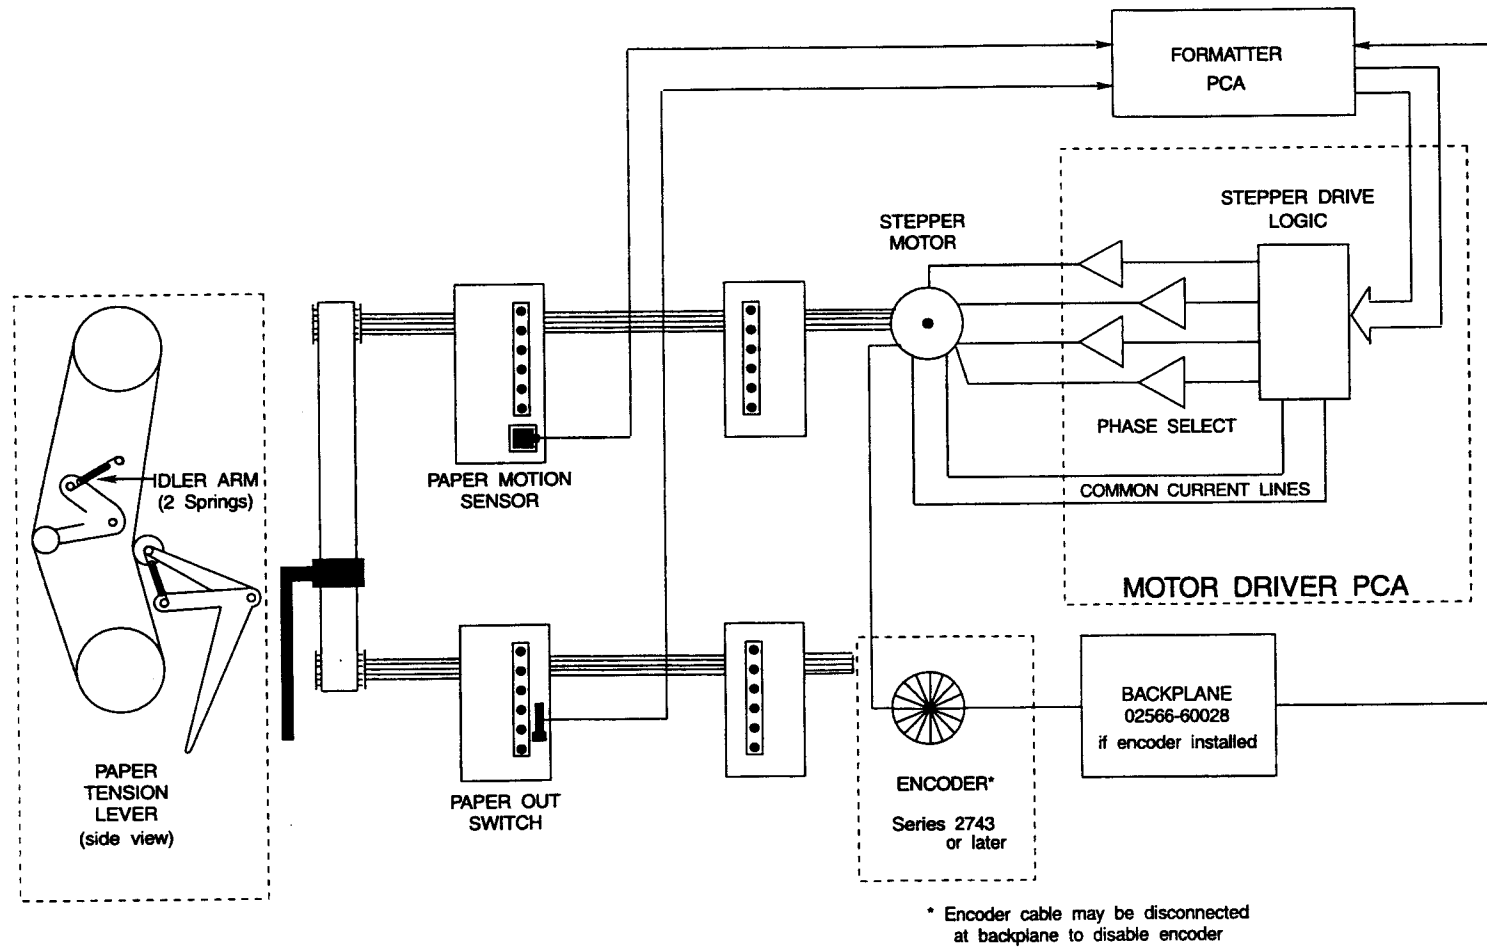 FORMATTER
PCA
STEPPER DRIVE
LOGIC
STEPPER
MOTOR
PHASE SELECT
COMMON CURRENT LINES
MOTOR DRIVER PCA
IDLER ARM
(2 Springs)
PAPER MOTION
SENSOR
PAPER
TENSION
LEVER
(side view)
PAPER OUT
SWITCH
ENCODER*
Series 2743
or later
BACKPLANE
02566-60028
if encoder installed
* Encoder cable may be disconnected
at backplane to disable encoder